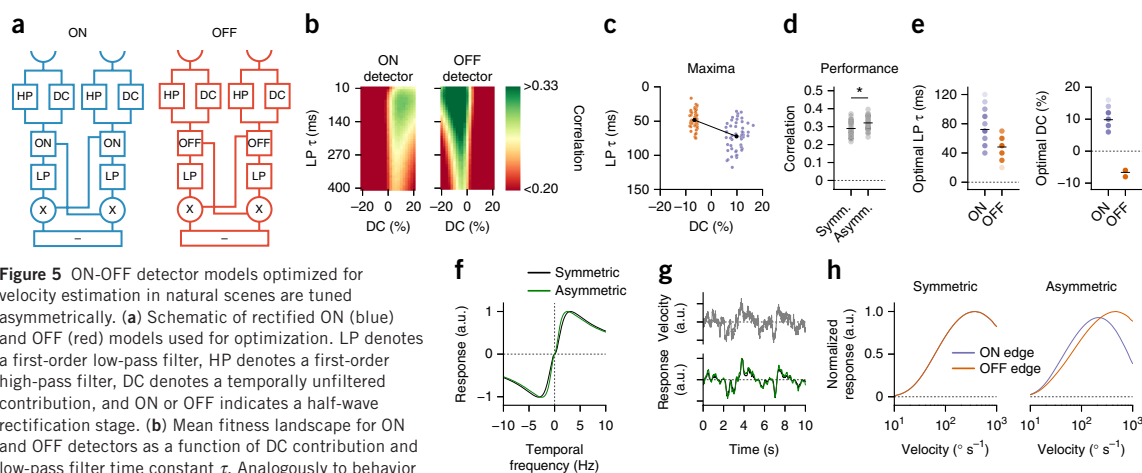 a
ON
OFF
HP DC HP DC
HP DC HP DC
ON ON
OFF OFF
LP LP
LP LP
X X
X X
–
–
b
ON
detector
OFF
detector
LP τ (ms)
10
140
270
400
–20 0 20
–20 0 20
DC (%)
DC (%)
>0.33
<0.20
Correlation
c
Maxima
LP τ (ms)
0
50
100
150
–20 –10 0 10 20
DC (%)
d
Performance
*
Correlation
0.5
0.4
0.3
0.2
0.1
0
Symm.
Asymm.
e
Optimal LP τ (ms)
120
80
40
0
ON
OFF
Optimal DC (%)
20
10
0
–10
ON
OFF
Figure 5 ON-OFF detector models optimized for
velocity estimation in natural scenes are tuned
asymmetrically. (a) Schematic of rectified ON (blue)
and OFF (red) models used for optimization. LP denotes
a first-order low-pass filter, HP denotes a first-order
high-pass filter, DC denotes a temporally unfiltered
contribution, and ON or OFF indicates a half-wave
rectification stage. (b) Mean fitness landscape for ON
and OFF detectors as a function of DC contribution and
low-pass filter time constant τ. Analogously to behavior
f
Symmetric
Asymmetric
Response (a.u.)
1
0
–1
–10 –5 0 5 10
Temporal
frequency (Hz)
g
Velocity
(a.u.)
Response
(a.u.)
0 2 4 6 8 10
Time (s)
h
Symmetric
Asymmetric
Normalized
response (a.u.)
1.0
0.5
0
10¹ 10² 10³
10¹ 10² 10³
Velocity (° s⁻¹)
Velocity (° s⁻¹)
ON edge
OFF edge